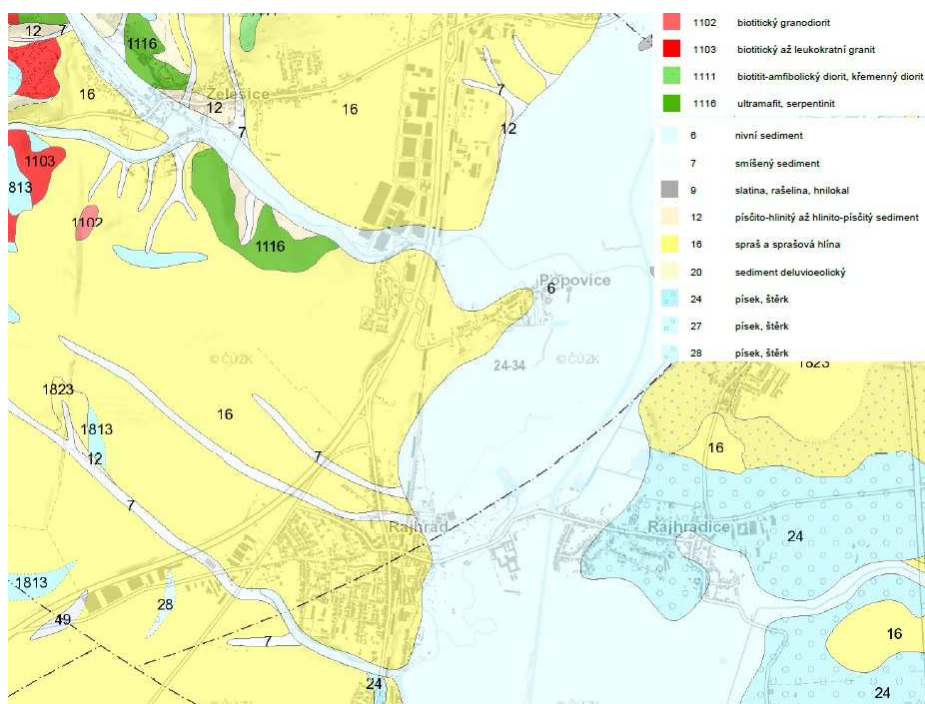 1102 biotitický granodiorit
1103 biotitický až leukokratní granit
1111 biotitit-amfibolický diorit, křemenný diorit
1116 ultramafit, serpentinit
6 nivní sediment
7 smíšený sediment
9 slatina, rašelina, hnilokal
12 písčito-hlinitý až hlinito-písčitý sediment
16 spraš a sprašová hlína
20 sediment deluvioeolický
24 písek, štěrk
27 písek, štěrk
28 písek, štěrk
12
7
1116
16
Želešice
12
7
16
7
12
1103
1813
1102
1116
Popovice
6
© ČÚZK
© ČÚZK
24-34
1823
1823
16
1813
12
7
7
16
Rajhrad
Rajhradice
24
1813
28
49
7
16
24
24